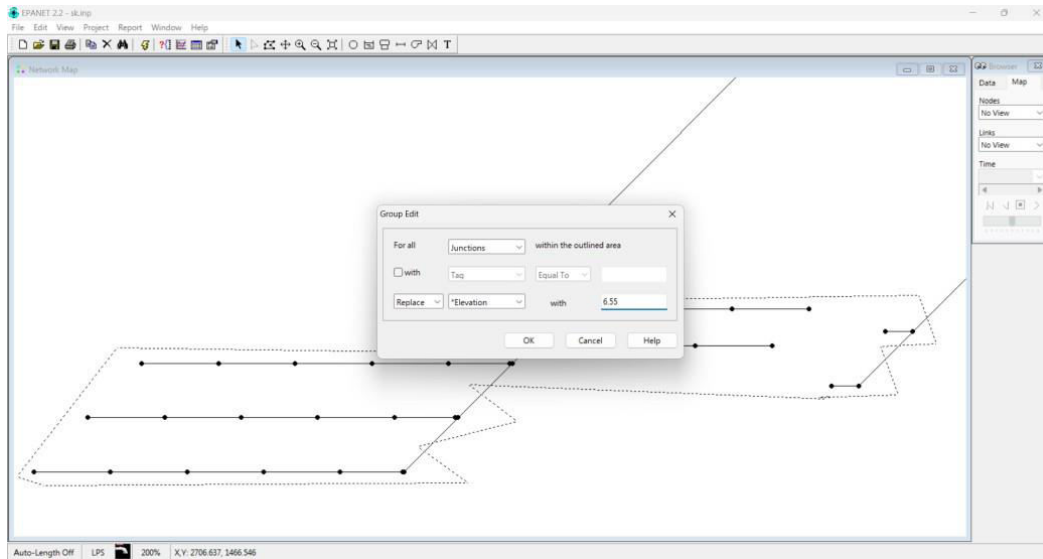 EPANET 2.2 - sk.inp
File Edit View Project Report Window Help
T
Network Map
Browser
Data Map
Nodes
No View
Links
No View
Time
Group Edit
For all Junctions within the outlined area
with Tag Equal To
Replace *Elevation with 6.55
OK Cancel Help
Auto-Length Off LPS 200% X,Y: 2706.637, 1466.546